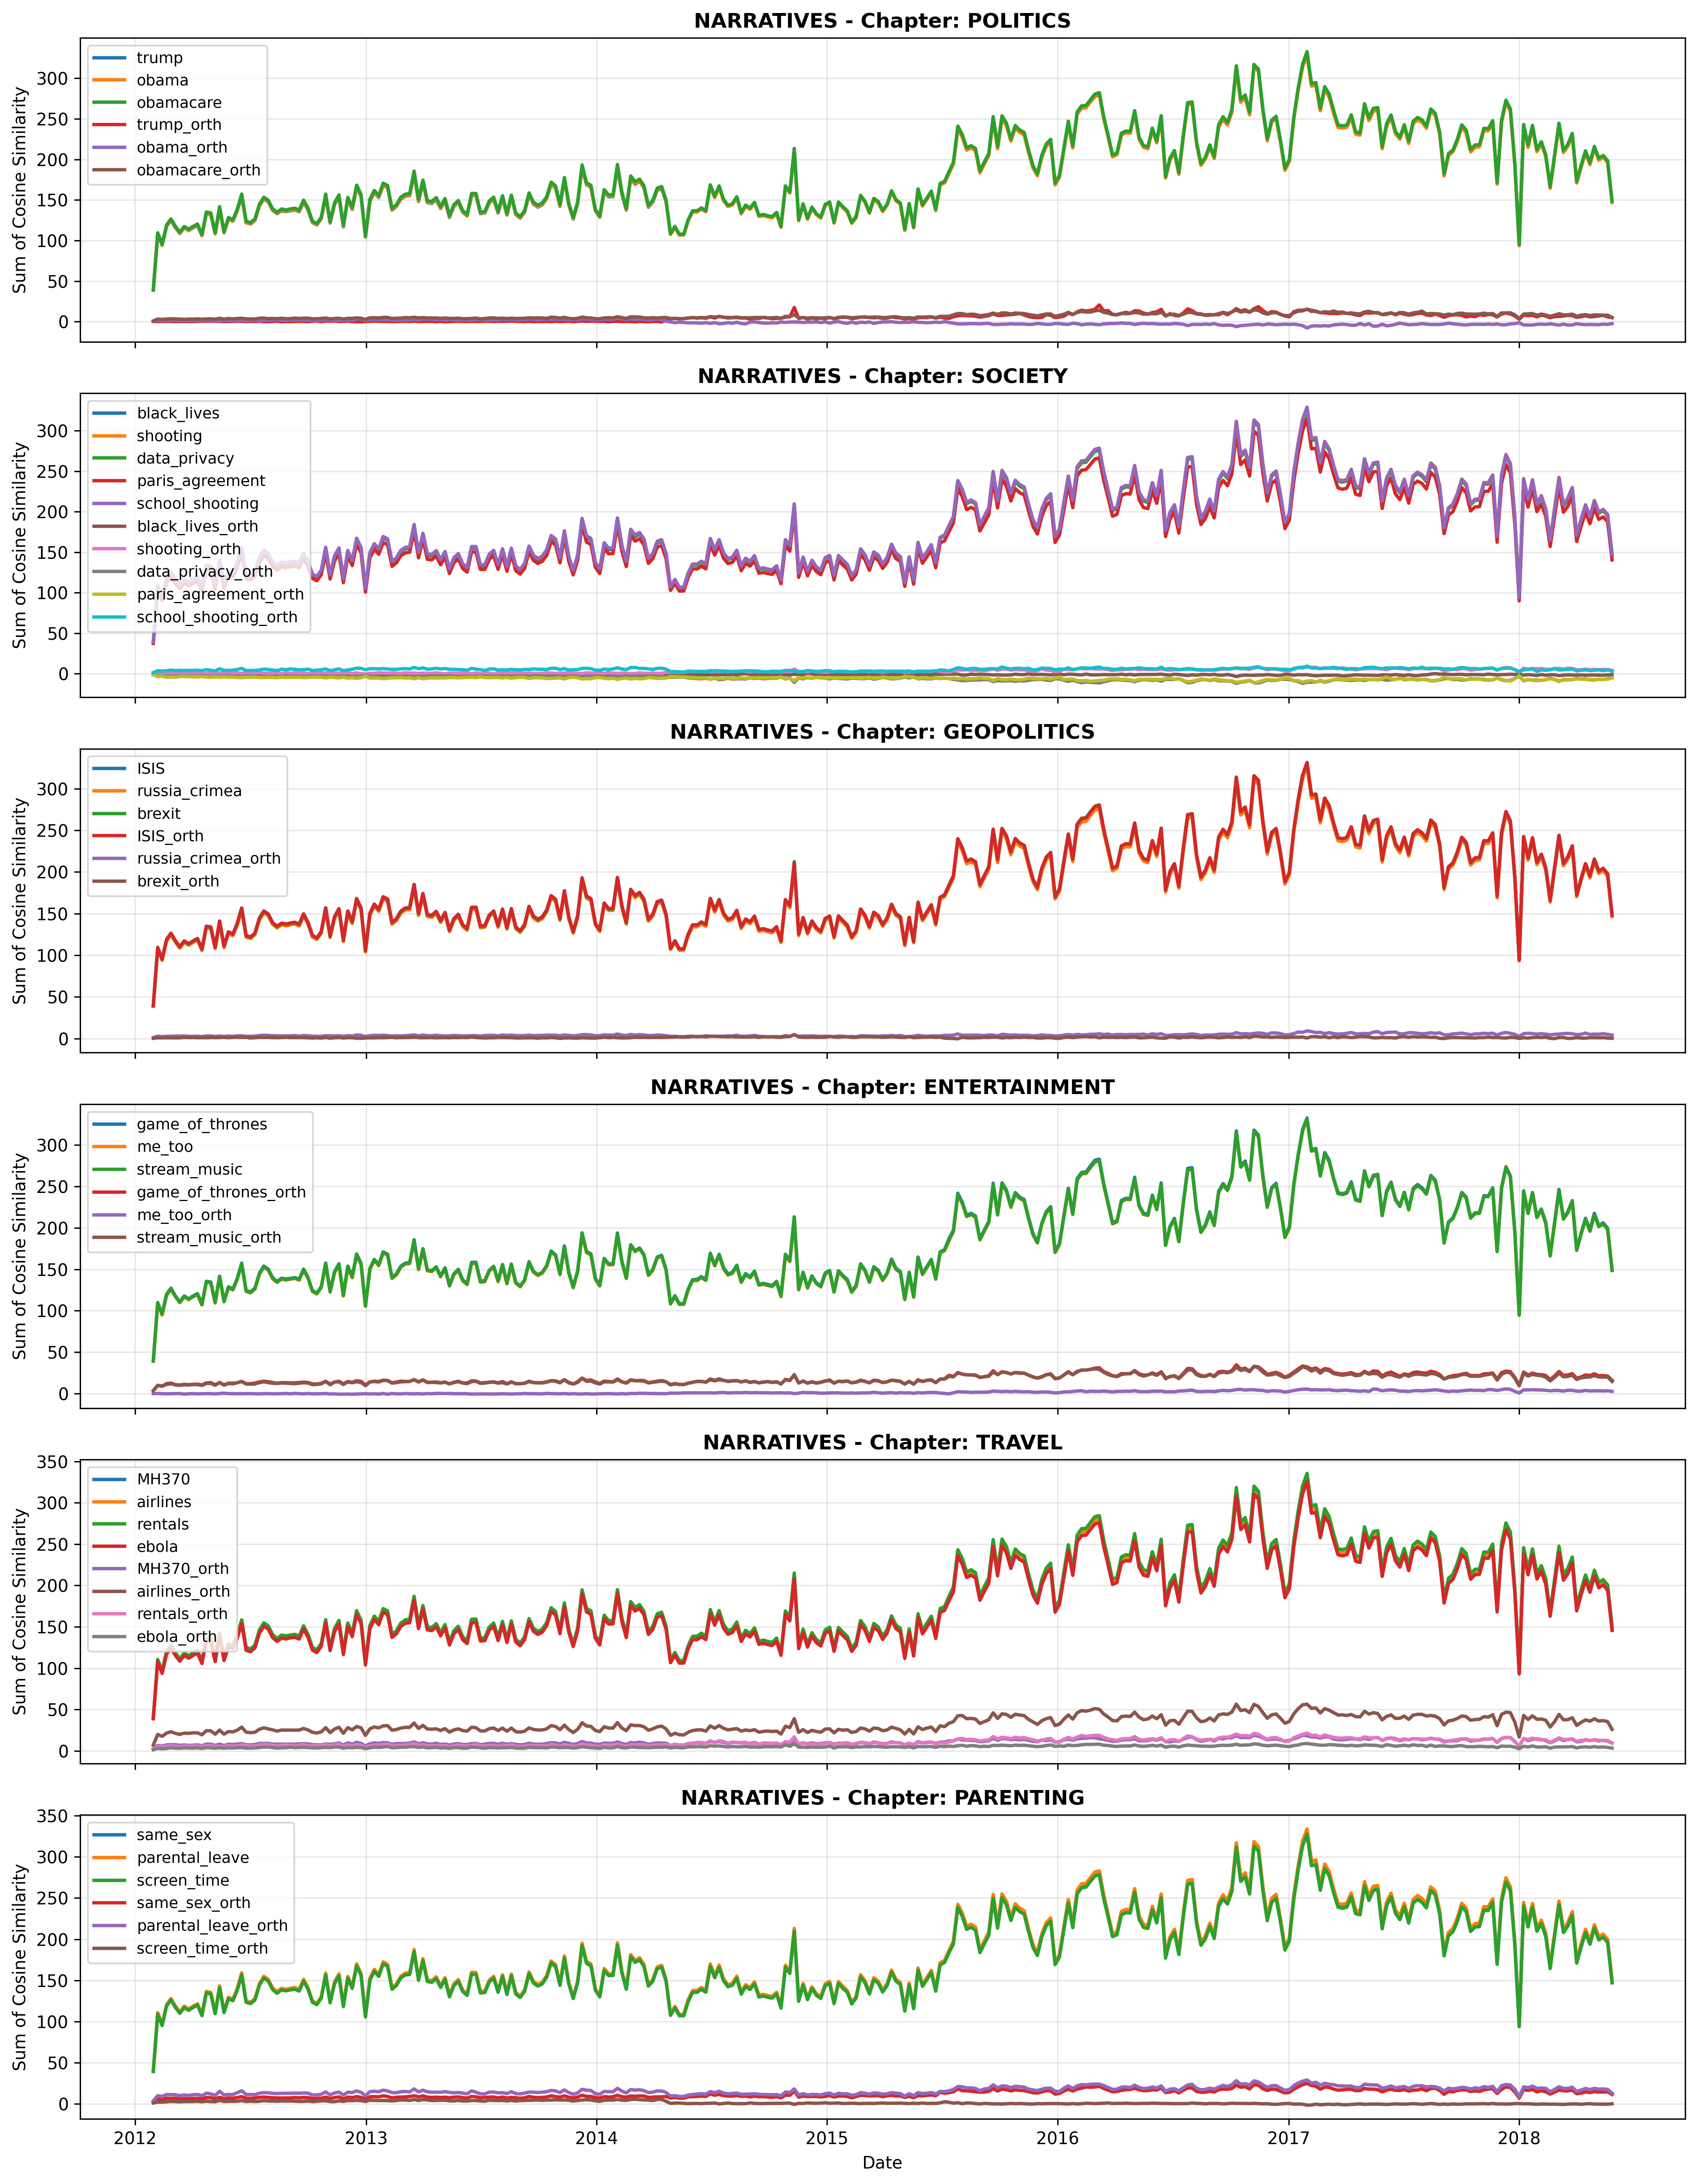 NARRATIVES - Chapter: POLITICS
Sum of Cosine Similarity
300
250
200
150
100
50
0
trump
obama
obamacare
trump_orth
obama_orth
obamacare_orth
NARRATIVES - Chapter: SOCIETY
Sum of Cosine Similarity
300
250
200
150
100
50
0
black_lives
shooting
data_privacy
paris_agreement
school_shooting
black_lives_orth
shooting_orth
data_privacy_orth
paris_agreement_orth
school_shooting_orth
NARRATIVES - Chapter: GEOPOLITICS
Sum of Cosine Similarity
300
250
200
150
100
50
0
ISIS
russia_crimea
brexit
ISIS_orth
russia_crimea_orth
brexit_orth
NARRATIVES - Chapter: ENTERTAINMENT
Sum of Cosine Similarity
300
250
200
150
100
50
0
game_of_thrones
me_too
stream_music
game_of_thrones_orth
me_too_orth
stream_music_orth
NARRATIVES - Chapter: TRAVEL
Sum of Cosine Similarity
350
300
250
200
150
100
50
0
MH370
airlines
rentals
ebola
MH370_orth
airlines_orth
rentals_orth
ebola_orth
NARRATIVES - Chapter: PARENTING
Sum of Cosine Similarity
350
300
250
200
150
100
50
0
same_sex
parental_leave
screen_time
same_sex_orth
parental_leave_orth
screen_time_orth
2012 2013 2014 2015 2016 2017 2018
Date